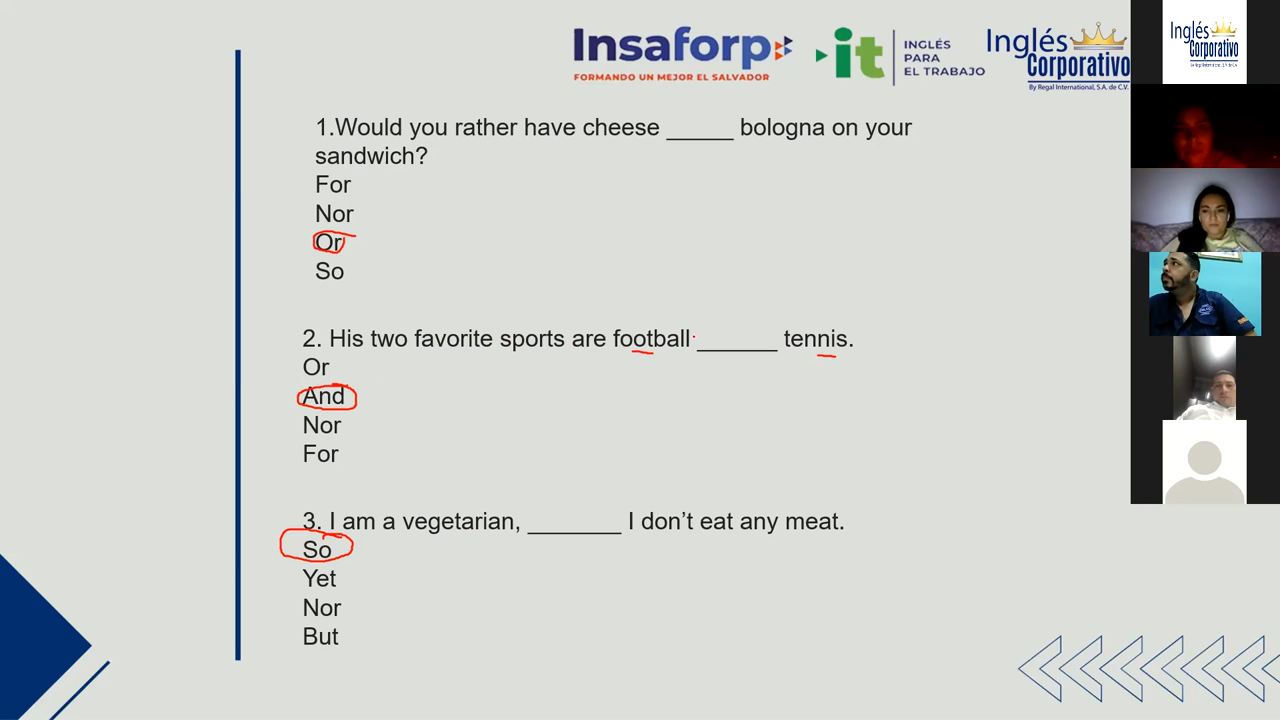 Insaforp
FORMANDO UN MEJOR EL SALVADOR
it
INGLÉS
PARA
EL TRABAJO
Inglés
Corporativo
By Regal International, S.A. de C.V.
Inglés
Corporativo
1.Would you rather have cheese _____ bologna on your
sandwich?
For
Nor
Or
So
2. His two favorite sports are football ______ tennis.
Or
And
Nor
For
3. I am a vegetarian, _______ I don’t eat any meat.
So
Yet
Nor
But